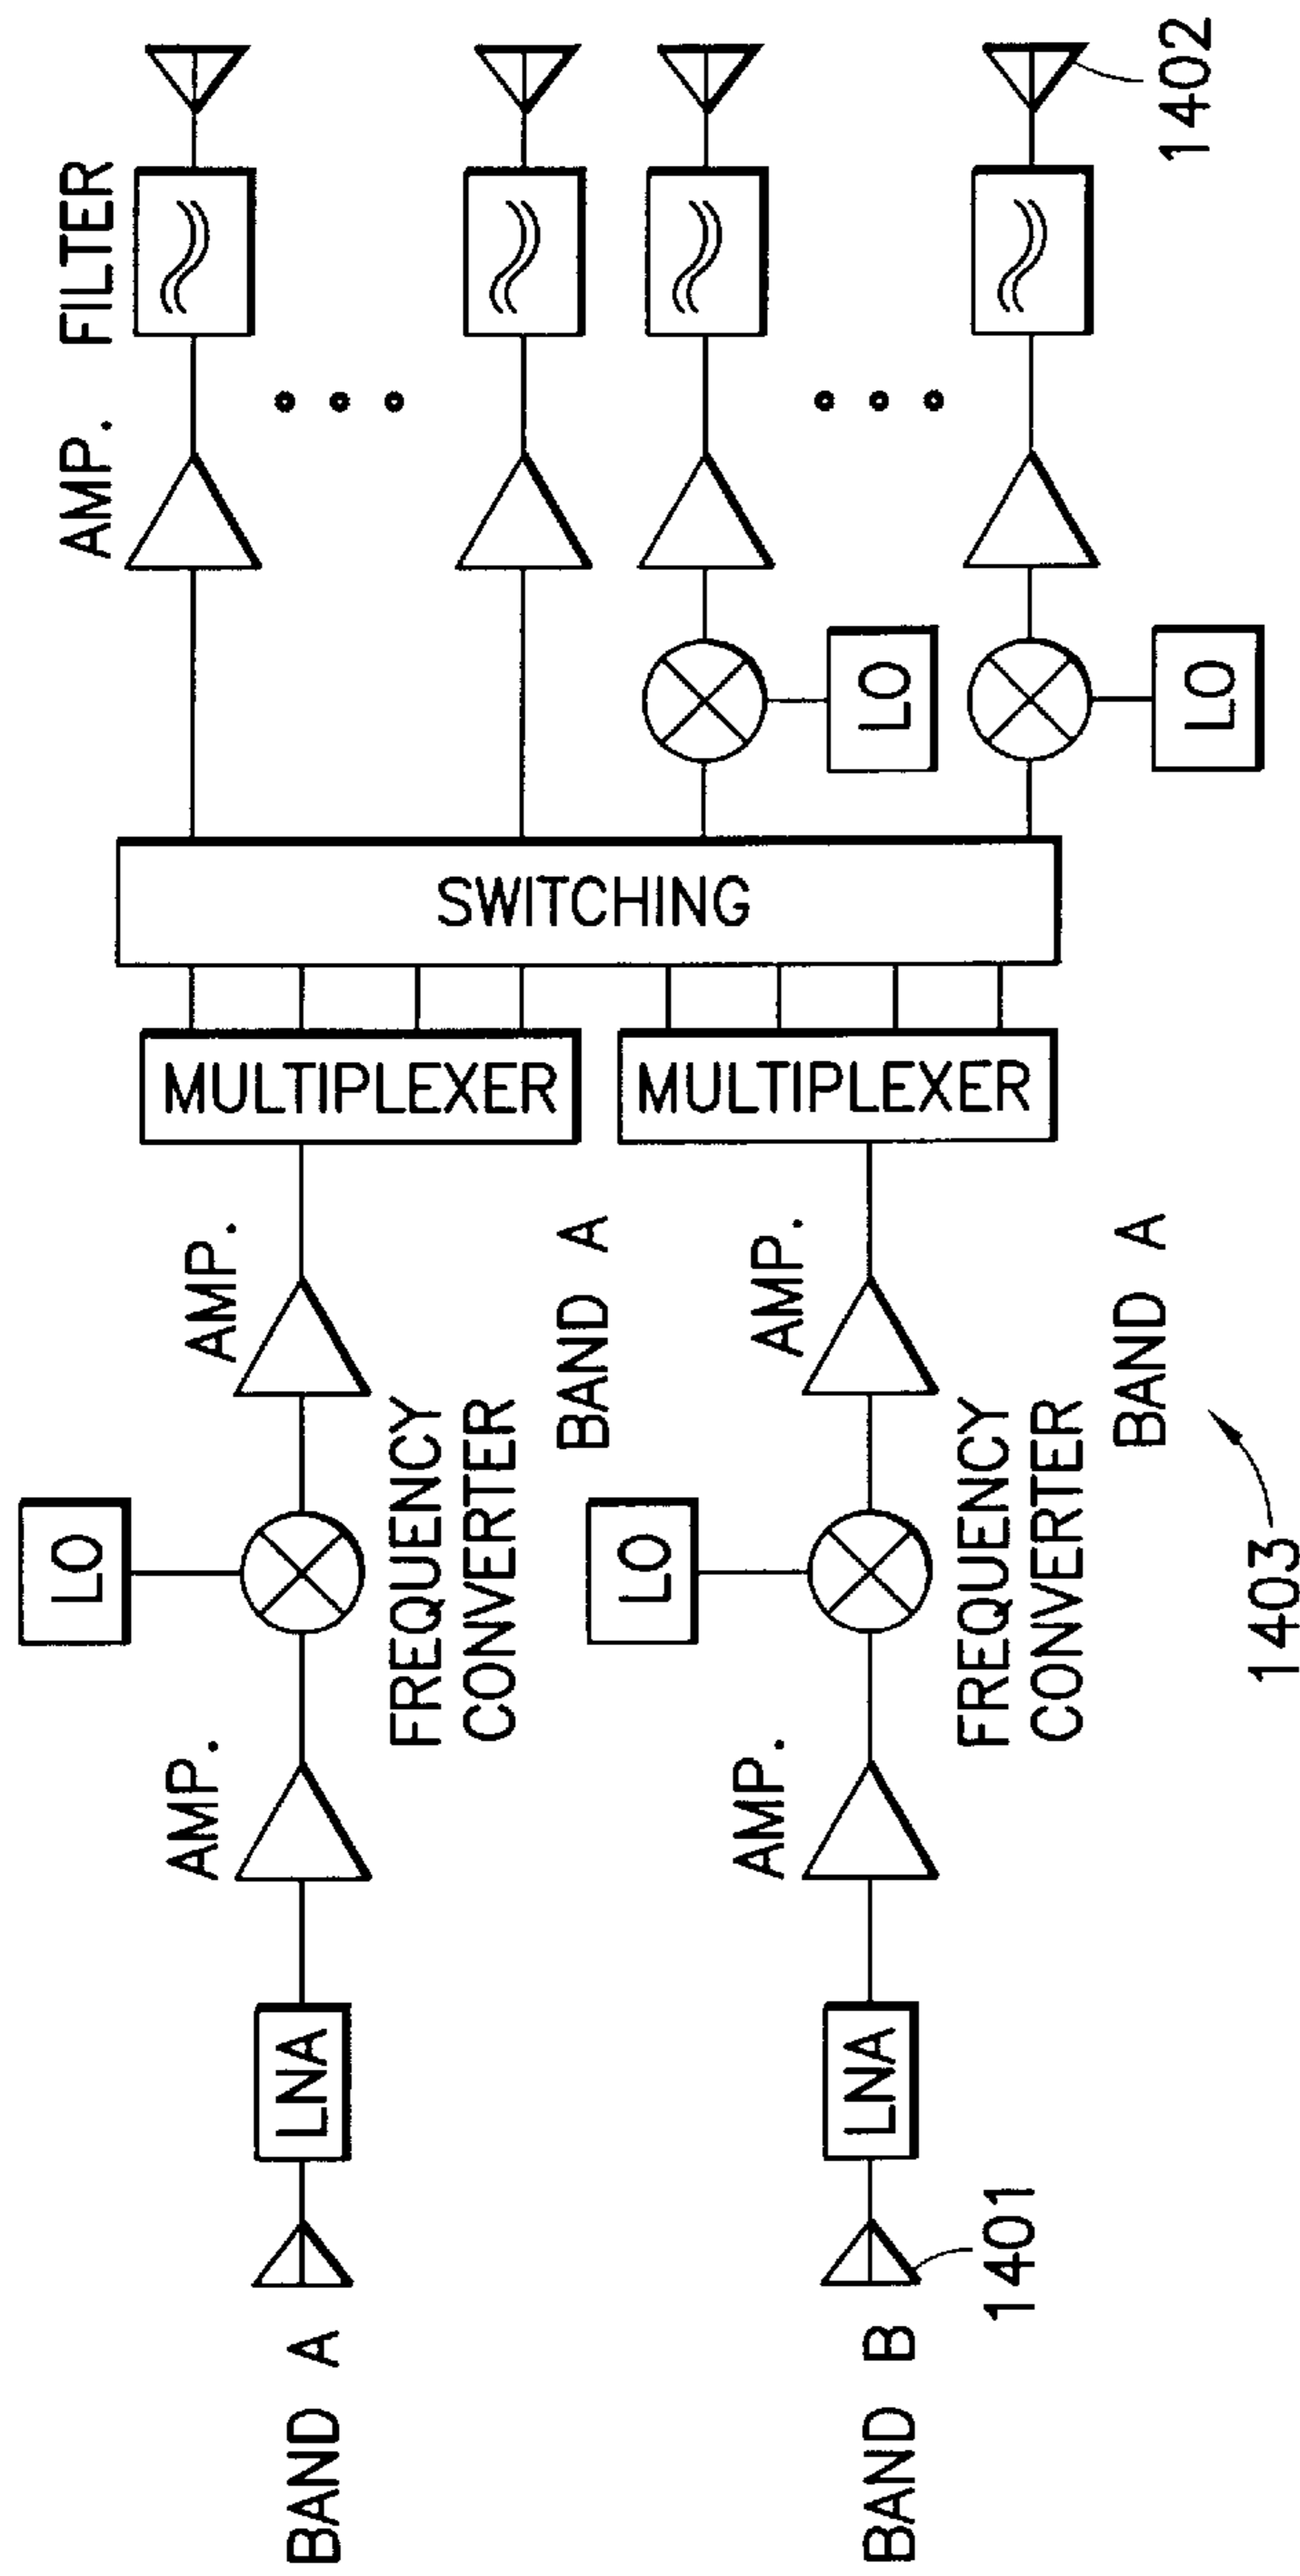 BAND A
LNA
AMP.
LO
FREQUENCY
CONVERTER
AMP.
BAND A
MULTIPLEXER
SWITCHING
AMP.
FILTER
BAND B
1401
LNA
AMP.
LO
FREQUENCY
CONVERTER
AMP.
BAND A
1403
MULTIPLEXER
LO
LO
1402